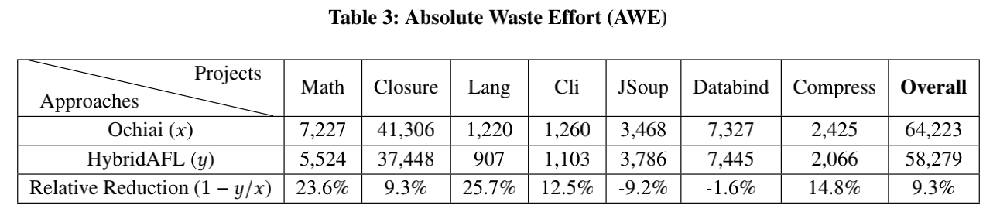 Table 3: Absolute Waste Effort (AWE)
Projects
Approaches
Math Closure Lang Cli JSoup Databind Compress Overall
Ochiai (x) 7,227 41,306 1,220 1,260 3,468 7,327 2,425 64,223
HybridAFL (y) 5,524 37,448 907 1,103 3,786 7,445 2,066 58,279
Relative Reduction (1 − y/x) 23.6% 9.3% 25.7% 12.5% -9.2% -1.6% 14.8% 9.3%